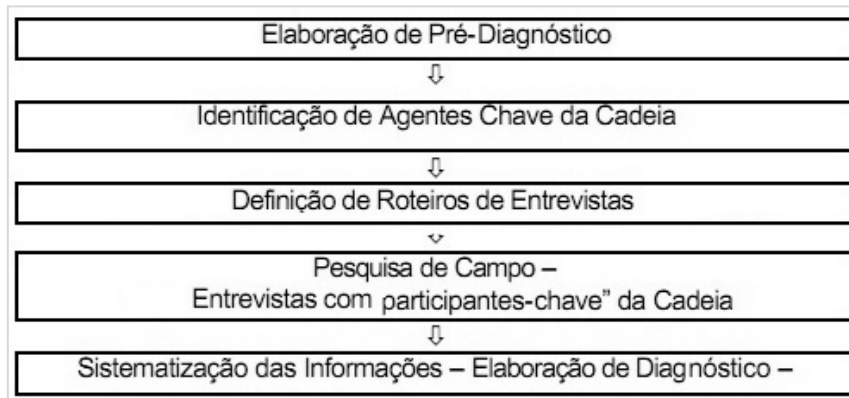 Elaboração de Pré-Diagnóstico
Identificação de Agentes Chave da Cadeia
Definição de Roteiros de Entrevistas
Pesquisa de Campo –
Entrevistas com participantes-chave” da Cadeia
Sistematização das Informações – Elaboração de Diagnóstico –